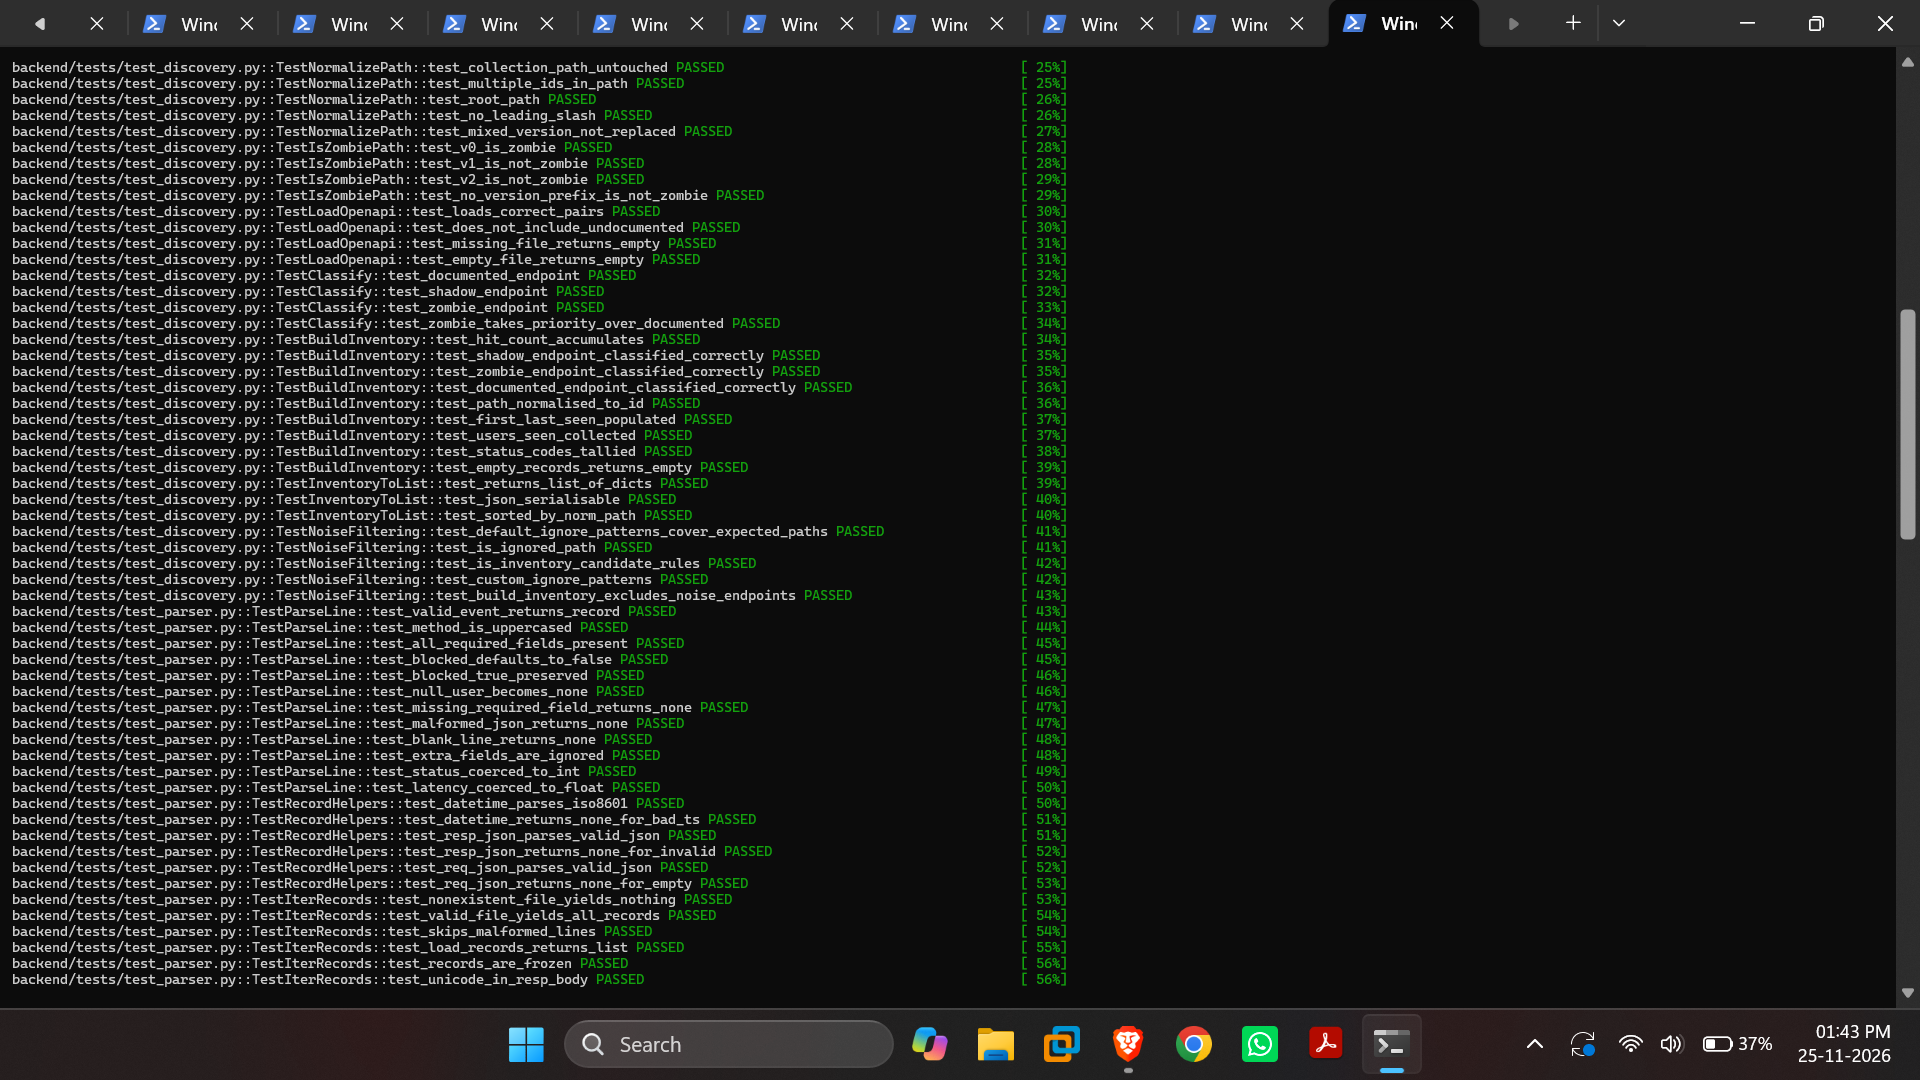 Winc Winc Winc Winc Winc Winc Winc Winc Winc
backend/tests/test_discovery.py::TestNormalizePath::test_collection_path_untouched PASSED [ 25%]
backend/tests/test_discovery.py::TestNormalizePath::test_multiple_ids_in_path PASSED [ 25%]
backend/tests/test_discovery.py::TestNormalizePath::test_root_path PASSED [ 26%]
backend/tests/test_discovery.py::TestNormalizePath::test_no_leading_slash PASSED [ 26%]
backend/tests/test_discovery.py::TestNormalizePath::test_mixed_version_not_replaced PASSED [ 27%]
backend/tests/test_discovery.py::TestIsZombiePath::test_v0_is_zombie PASSED [ 28%]
backend/tests/test_discovery.py::TestIsZombiePath::test_v1_is_not_zombie PASSED [ 28%]
backend/tests/test_discovery.py::TestIsZombiePath::test_v2_is_not_zombie PASSED [ 29%]
backend/tests/test_discovery.py::TestIsZombiePath::test_no_version_prefix_is_not_zombie PASSED [ 29%]
backend/tests/test_discovery.py::TestLoadOpenapi::test_loads_correct_pairs PASSED [ 30%]
backend/tests/test_discovery.py::TestLoadOpenapi::test_does_not_include_undocumented PASSED [ 30%]
backend/tests/test_discovery.py::TestLoadOpenapi::test_missing_file_returns_empty PASSED [ 31%]
backend/tests/test_discovery.py::TestLoadOpenapi::test_empty_file_returns_empty PASSED [ 31%]
backend/tests/test_discovery.py::TestClassify::test_documented_endpoint PASSED [ 32%]
backend/tests/test_discovery.py::TestClassify::test_shadow_endpoint PASSED [ 32%]
backend/tests/test_discovery.py::TestClassify::test_zombie_endpoint PASSED [ 33%]
backend/tests/test_discovery.py::TestClassify::test_zombie_takes_priority_over_documented PASSED [ 34%]
backend/tests/test_discovery.py::TestBuildInventory::test_hit_count_accumulates PASSED [ 34%]
backend/tests/test_discovery.py::TestBuildInventory::test_shadow_endpoint_classified_correctly PASSED [ 35%]
backend/tests/test_discovery.py::TestBuildInventory::test_zombie_endpoint_classified_correctly PASSED [ 35%]
backend/tests/test_discovery.py::TestBuildInventory::test_documented_endpoint_classified_correctly PASSED [ 36%]
backend/tests/test_discovery.py::TestBuildInventory::test_path_normalised_to_id PASSED [ 36%]
backend/tests/test_discovery.py::TestBuildInventory::test_first_last_seen_populated PASSED [ 37%]
backend/tests/test_discovery.py::TestBuildInventory::test_users_seen_collected PASSED [ 37%]
backend/tests/test_discovery.py::TestBuildInventory::test_status_codes_tallied PASSED [ 38%]
backend/tests/test_discovery.py::TestBuildInventory::test_empty_records_returns_empty PASSED [ 39%]
backend/tests/test_discovery.py::TestInventoryToList::test_returns_list_of_dicts PASSED [ 39%]
backend/tests/test_discovery.py::TestInventoryToList::test_json_serialisable PASSED [ 40%]
backend/tests/test_discovery.py::TestInventoryToList::test_sorted_by_norm_path PASSED [ 40%]
backend/tests/test_discovery.py::TestNoiseFiltering::test_default_ignore_patterns_cover_expected_paths PASSED [ 41%]
backend/tests/test_discovery.py::TestNoiseFiltering::test_is_ignored_path PASSED [ 41%]
backend/tests/test_discovery.py::TestNoiseFiltering::test_is_inventory_candidate_rules PASSED [ 42%]
backend/tests/test_discovery.py::TestNoiseFiltering::test_custom_ignore_patterns PASSED [ 42%]
backend/tests/test_discovery.py::TestNoiseFiltering::test_build_inventory_excludes_noise_endpoints PASSED [ 43%]
backend/tests/test_parser.py::TestParseLine::test_valid_event_returns_record PASSED [ 43%]
backend/tests/test_parser.py::TestParseLine::test_method_is_uppercased PASSED [ 44%]
backend/tests/test_parser.py::TestParseLine::test_all_required_fields_present PASSED [ 45%]
backend/tests/test_parser.py::TestParseLine::test_blocked_defaults_to_false PASSED [ 45%]
backend/tests/test_parser.py::TestParseLine::test_blocked_true_preserved PASSED [ 46%]
backend/tests/test_parser.py::TestParseLine::test_null_user_becomes_none PASSED [ 46%]
backend/tests/test_parser.py::TestParseLine::test_missing_required_field_returns_none PASSED [ 47%]
backend/tests/test_parser.py::TestParseLine::test_malformed_json_returns_none PASSED [ 47%]
backend/tests/test_parser.py::TestParseLine::test_blank_line_returns_none PASSED [ 48%]
backend/tests/test_parser.py::TestParseLine::test_extra_fields_are_ignored PASSED [ 48%]
backend/tests/test_parser.py::TestParseLine::test_status_coerced_to_int PASSED [ 49%]
backend/tests/test_parser.py::TestParseLine::test_latency_coerced_to_float PASSED [ 50%]
backend/tests/test_parser.py::TestRecordHelpers::test_datetime_parses_iso8601 PASSED [ 50%]
backend/tests/test_parser.py::TestRecordHelpers::test_datetime_returns_none_for_bad_ts PASSED [ 51%]
backend/tests/test_parser.py::TestRecordHelpers::test_resp_json_parses_valid_json PASSED [ 51%]
backend/tests/test_parser.py::TestRecordHelpers::test_resp_json_returns_none_for_invalid PASSED [ 52%]
backend/tests/test_parser.py::TestRecordHelpers::test_req_json_parses_valid_json PASSED [ 52%]
backend/tests/test_parser.py::TestRecordHelpers::test_req_json_returns_none_for_empty PASSED [ 53%]
backend/tests/test_parser.py::TestIterRecords::test_nonexistent_file_yields_nothing PASSED [ 53%]
backend/tests/test_parser.py::TestIterRecords::test_valid_file_yields_all_records PASSED [ 54%]
backend/tests/test_parser.py::TestIterRecords::test_skips_malformed_lines PASSED [ 54%]
backend/tests/test_parser.py::TestIterRecords::test_load_records_returns_list PASSED [ 55%]
backend/tests/test_parser.py::TestIterRecords::test_records_are_frozen PASSED [ 56%]
backend/tests/test_parser.py::TestIterRecords::test_unicode_in_resp_body PASSED [ 56%]
Search
37%
01:43 PM
25-11-2026